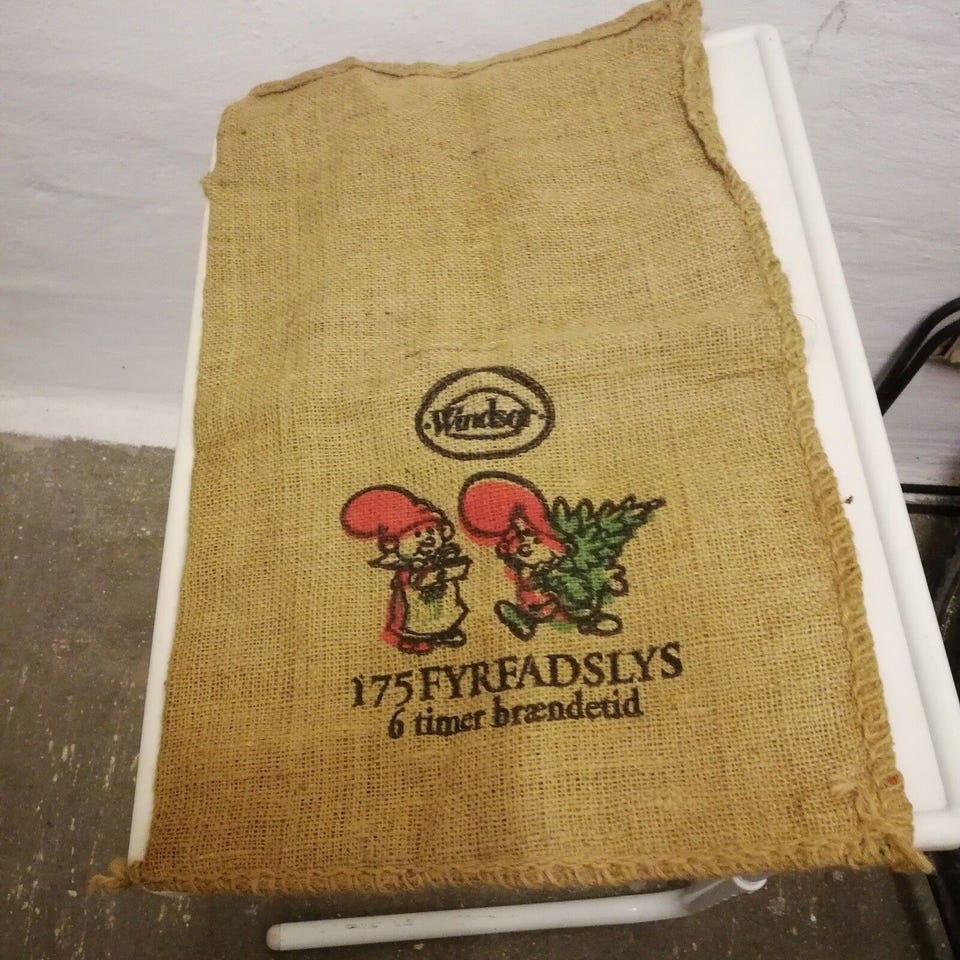 Windsor
175 FYRFADSLYS
6 timer brændetid